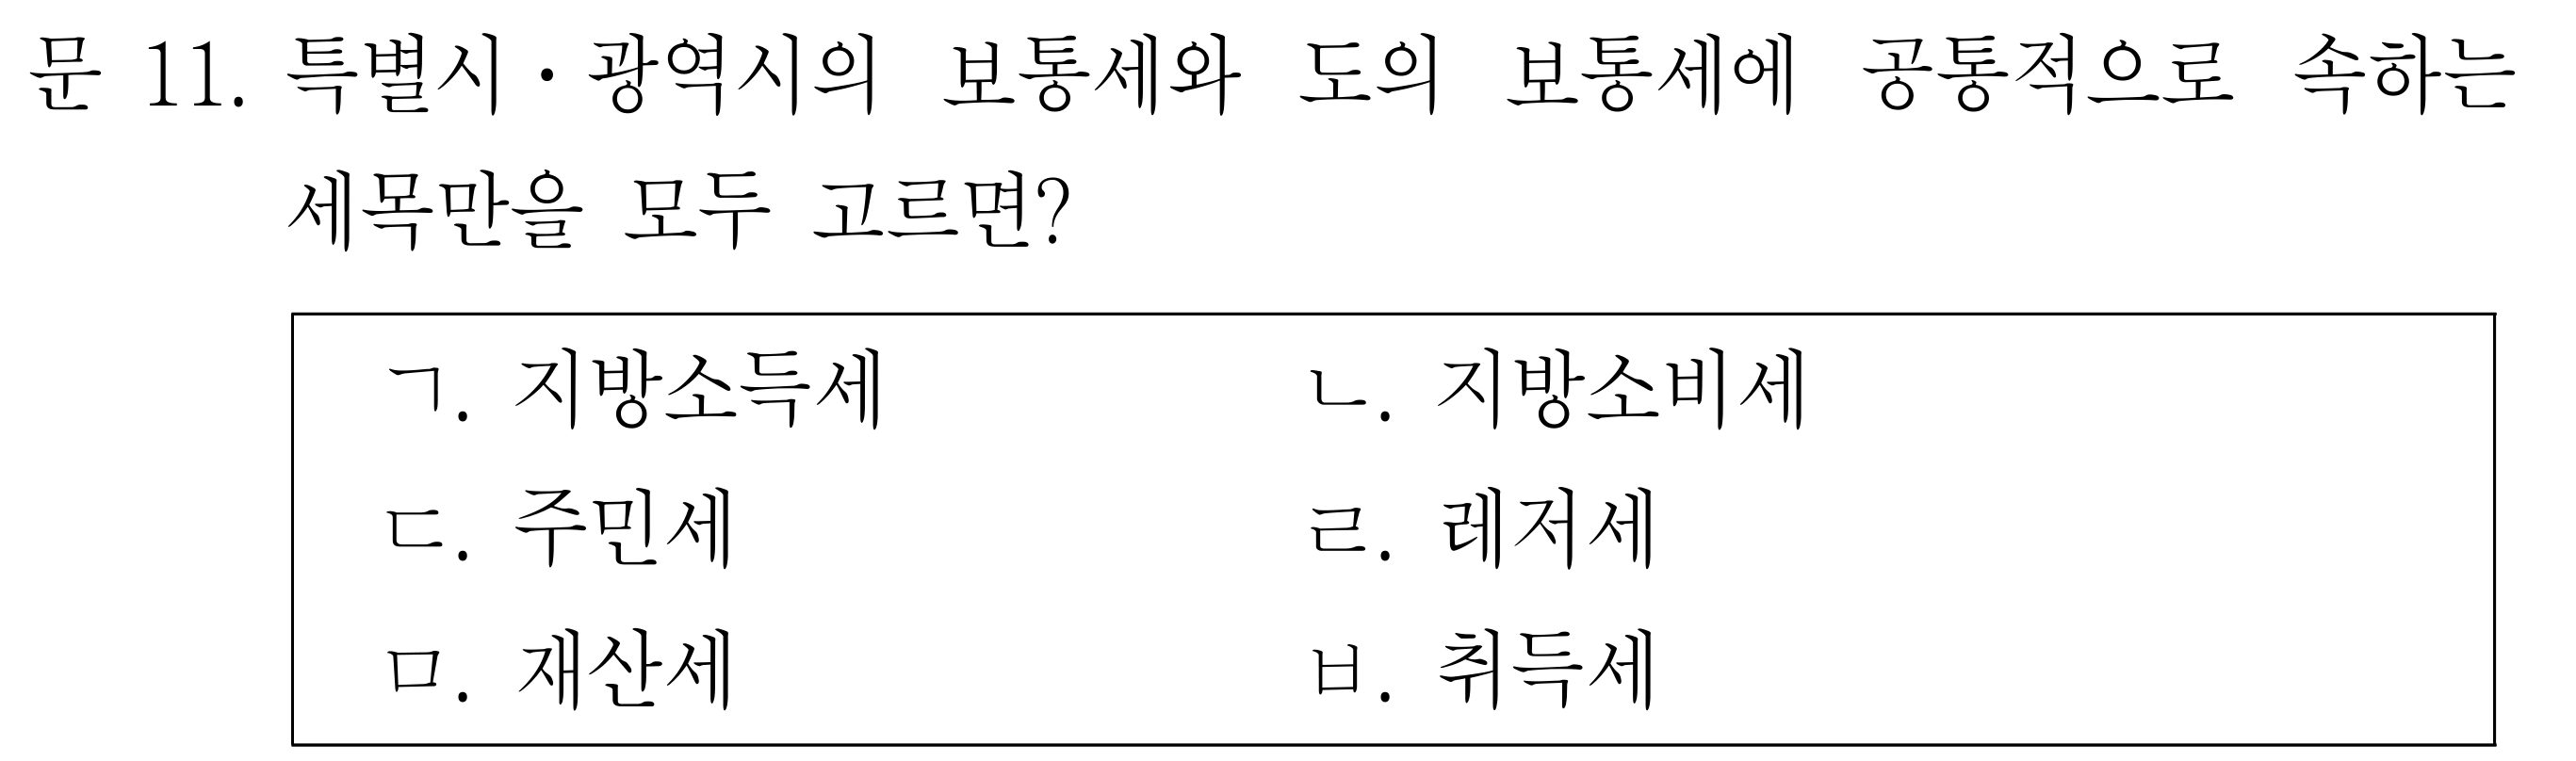 문 11. 특별시・광역시의 보통세와 도의 보통세에 공통적으로 속하는
세목만을 모두 고르면?
ㄱ. 지방소득세 ㄴ. 지방소비세
ㄷ. 주민세 ㄹ. 레저세
ㅁ. 재산세 ㅂ. 취득세